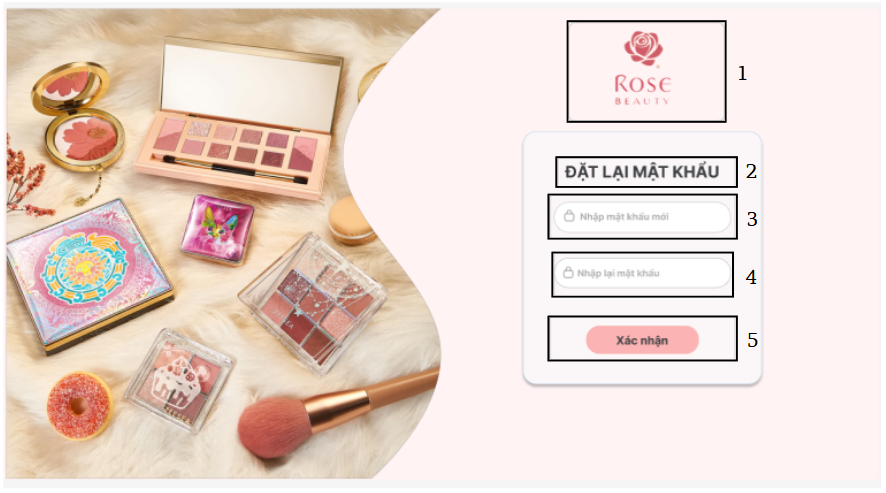 ROSE
BEAUTY
1
ĐẶT LẠI MẬT KHẨU
2
Nhập mật khẩu mới
3
Nhập lại mật khẩu
4
Xác nhận
5